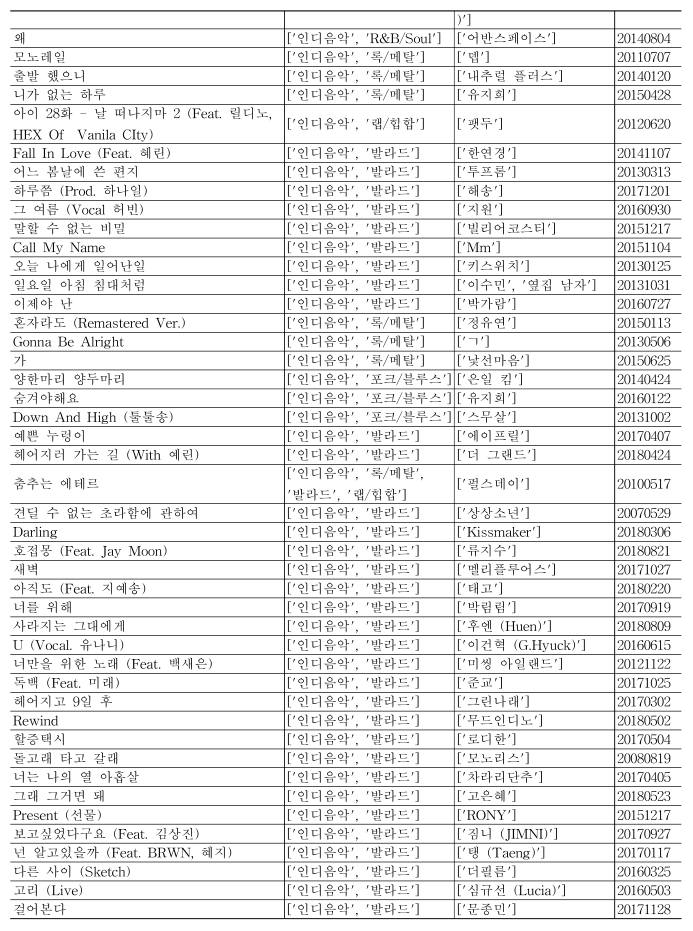 )']
왜 ['인디음악', 'R&B/Soul'] ['어반스페이스'] 20140804
모노레일 ['인디음악', '록/메탈'] ['뎁'] 20110707
출발 했으니 ['인디음악', '록/메탈'] ['내추럴 플러스'] 20140120
니가 없는 하루 ['인디음악', '록/메탈'] ['유지희'] 20150428
아이 28화 - 날 떠나지마 2 (Feat. 릴디노,
HEX Of Vanila CIty) ['인디음악', '랩/힙합'] ['팻두'] 20120620
Fall In Love (Feat. 혜린) ['인디음악', '발라드'] ['한연경'] 20141107
어느 봄날에 쓴 편지 ['인디음악', '발라드'] ['투프롬'] 20130313
하루쯤 (Prod. 하나일) ['인디음악', '발라드'] ['해송'] 20171201
그 여름 (Vocal 허빈) ['인디음악', '발라드'] ['지원'] 20160930
말할 수 없는 비밀 ['인디음악', '발라드'] ['빌리어코스티'] 20151217
Call My Name ['인디음악', '발라드'] ['Mm'] 20151104
오늘 나에게 일어난일 ['인디음악', '발라드'] ['키스위치'] 20130125
일요일 아침 침대처럼 ['인디음악', '발라드'] ['이수민', '옆집 남자'] 20131031
이제야 난 ['인디음악', '발라드'] ['박가람'] 20160727
혼자라도 (Remastered Ver.) ['인디음악', '록/메탈'] ['정유연'] 20150113
Gonna Be Alright ['인디음악', '록/메탈'] ['ㄱ'] 20130506
가 ['인디음악', '록/메탈'] ['낯선마음'] 20150625
양한마리 양두마리 ['인디음악', '포크/블루스'] ['은일 킴'] 20140424
숨겨야해요 ['인디음악', '포크/블루스'] ['유지희'] 20160122
Down And High (툴툴송) ['인디음악', '포크/블루스'] ['스무살'] 20131002
예쁜 누렁이 ['인디음악', '발라드'] ['에이프릴'] 20170407
헤어지러 가는 길 (With 예린) ['인디음악', '발라드'] ['더 그랜드'] 20180424
춤추는 에테르 ['인디음악', '록/메탈',
'발라드', '랩/힙합'] ['펄스데이'] 20100517
견딜 수 없는 초라함에 관하여 ['인디음악', '발라드'] ['상상소년'] 20070529
Darling ['인디음악', '발라드'] ['Kissmaker'] 20180306
호접몽 (Feat. Jay Moon) ['인디음악', '발라드'] ['류지수'] 20180821
새벽 ['인디음악', '발라드'] ['멜리플루어스'] 20171027
아직도 (Feat. 지예송) ['인디음악', '발라드'] ['태고'] 20180220
너를 위해 ['인디음악', '발라드'] ['박림림'] 20170919
사라지는 그대에게 ['인디음악', '발라드'] ['후엔 (Huen)'] 20180809
U (Vocal. 유나니) ['인디음악', '발라드'] ['이건혁 (G.Hyuck)'] 20160615
너만을 위한 노래 (Feat. 백새은) ['인디음악', '발라드'] ['미씽 아일랜드'] 20121122
독백 (Feat. 미래) ['인디음악', '발라드'] ['준교'] 20171025
헤어지고 9일 후 ['인디음악', '발라드'] ['그린나래'] 20170302
Rewind ['인디음악', '발라드'] ['무드인디노'] 20180502
할증택시 ['인디음악', '발라드'] ['로디한'] 20170504
돌고래 타고 갈래 ['인디음악', '발라드'] ['모노리스'] 20080819
너는 나의 열 아홉살 ['인디음악', '발라드'] ['차라리단추'] 20170405
그래 그거면 돼 ['인디음악', '발라드'] ['고은혜'] 20180523
Present (선물) ['인디음악', '발라드'] ['RONY'] 20151217
보고싶었다구요 (Feat. 김상진) ['인디음악', '발라드'] ['짐니 (JIMNI)'] 20170927
넌 알고있을까 (Feat. BRWN, 혜지) ['인디음악', '발라드'] ['탱 (Taeng)'] 20170117
다른 사이 (Sketch) ['인디음악', '발라드'] ['더필름'] 20160325
고리 (Live) ['인디음악', '발라드'] ['심규선 (Lucia)'] 20160503
걸어본다 ['인디음악', '발라드'] ['문종민'] 20171128